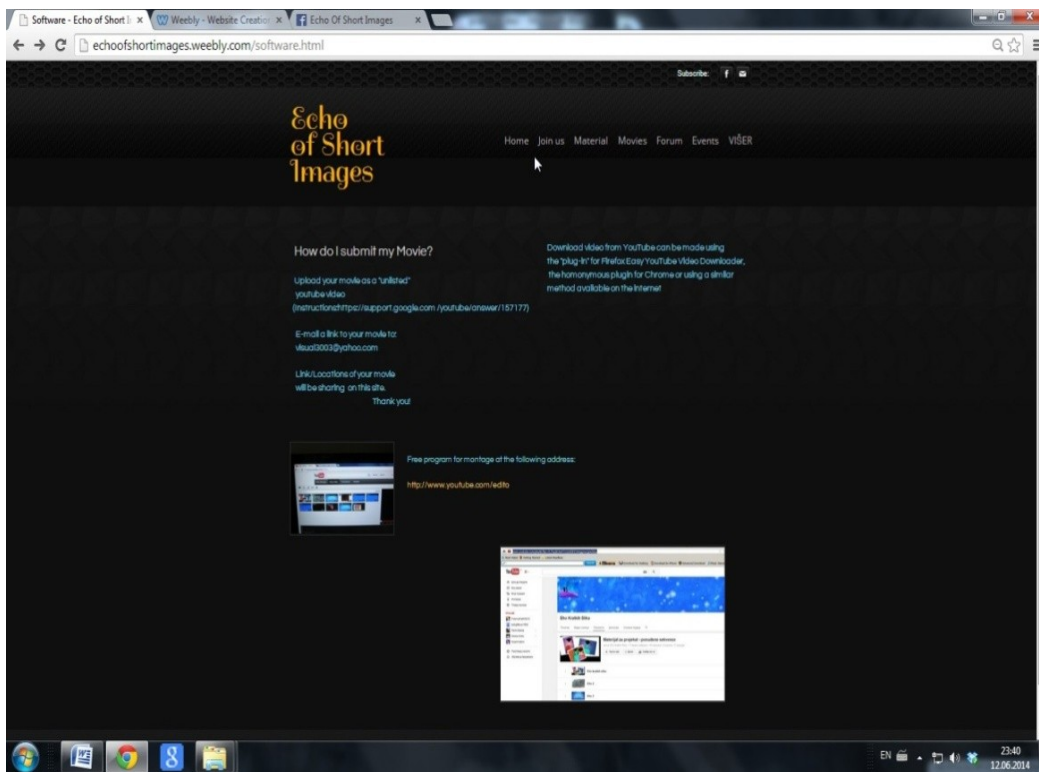 Software - Echo of Short I
Weebly - Website Creation
Echo Of Short Images
echoofshortimages.weebly.com/software.html
Subscribe:
Echo
of Short
Images
Home Join us Material Movies Forum Events VIŠER
How do I submit my Movie?
Upload your movie as a "unlisted"
youtube video
(Instructions:https://support.google.com /youtube/answer/157177)
E-mail a link to your movie to:
visual3003@yahoo.com
Link/Locations of your movie
will be sharing on this site.
Thank you!
Download video from YouTube can be made using
the "plug-in" for Firefox Easy YouTube Video Downloader,
the homonymous plugin for Chrome or using a similar
method available on the Internet
Free program for montage at the following address:
http://www.youtube.com/edito
Eho Kratkih Slika
EN
23:40
12.06.2014